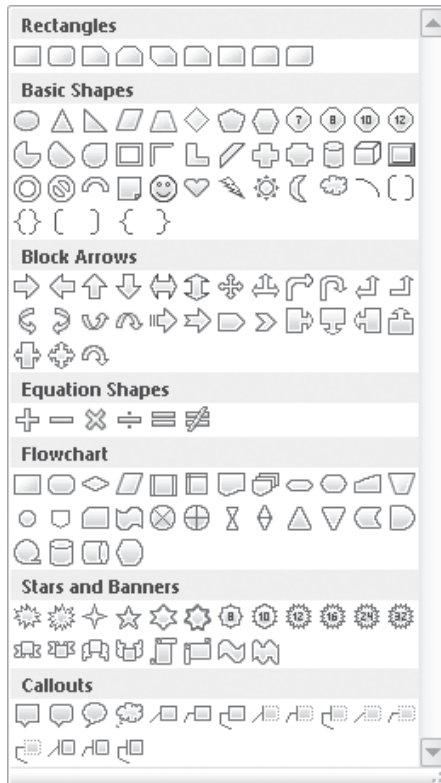 Rectangles
Basic Shapes
7 8 10 12
Block Arrows
Equation Shapes
Flowchart
Stars and Banners
8 10 12 16 24 32
Callouts